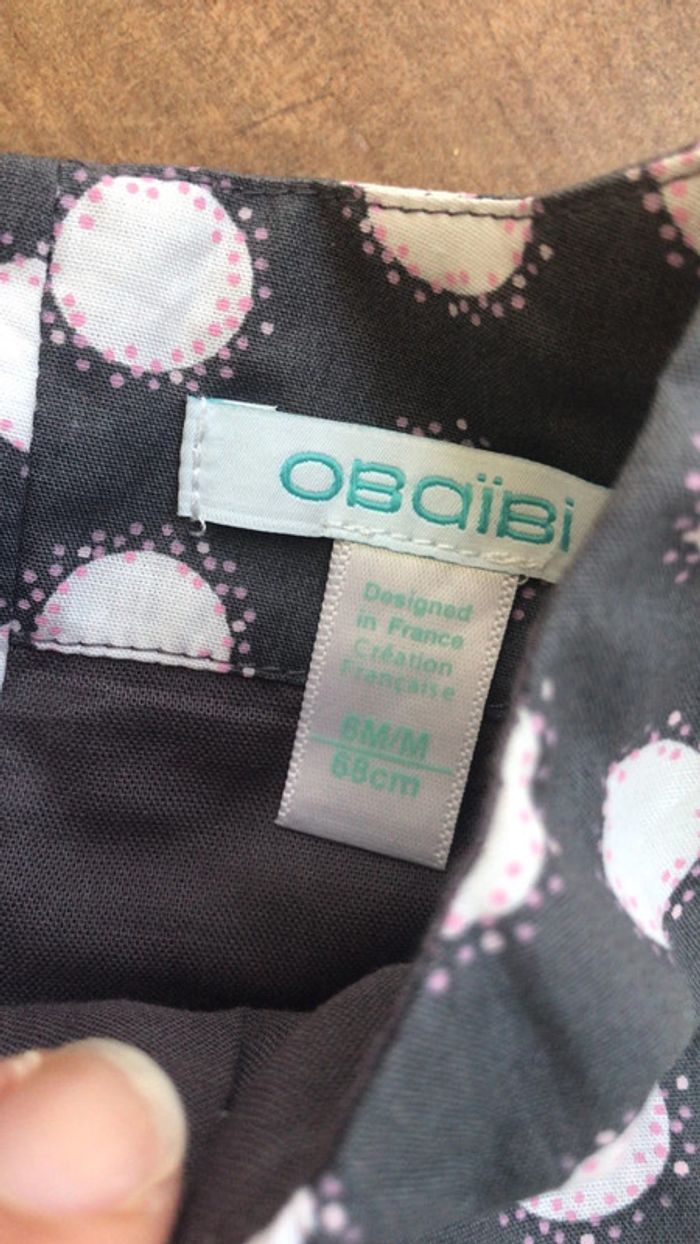 OBaïBi
Designed
in France
Création
Française
6M/M
68cm